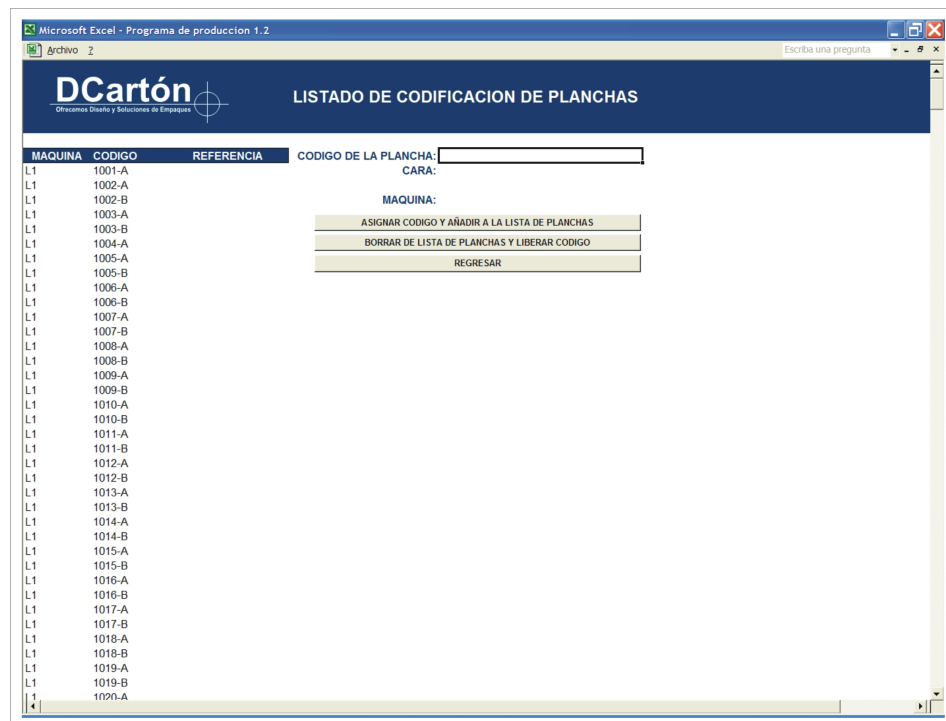 Microsoft Excel - Programa de produccion 1.2
Archivo 2
Escriba una pregunta
DCartón
Ofrecemos Diseño y Soluciones de Empaques
LISTADO DE CODIFICACION DE PLANCHAS
MAQUINA CODIGO REFERENCIA
CODIGO DE LA PLANCHA:
CARA:
MAQUINA:
ASIGNAR CODIGO Y AÑADIR A LA LISTA DE PLANCHAS
BORRAR DE LISTA DE PLANCHAS Y LIBERAR CODIGO
REGRESAR
L1 1001-A
L1 1002-A
L1 1002-B
L1 1003-A
L1 1003-B
L1 1004-A
L1 1005-A
L1 1005-B
L1 1006-A
L1 1006-B
L1 1007-A
L1 1007-B
L1 1008-A
L1 1008-B
L1 1009-A
L1 1009-B
L1 1010-A
L1 1010-B
L1 1011-A
L1 1011-B
L1 1012-A
L1 1012-B
L1 1013-A
L1 1013-B
L1 1014-A
L1 1014-B
L1 1015-A
L1 1015-B
L1 1016-A
L1 1016-B
L1 1017-A
L1 1017-B
L1 1018-A
L1 1018-B
L1 1019-A
L1 1019-B
L1 1020-A